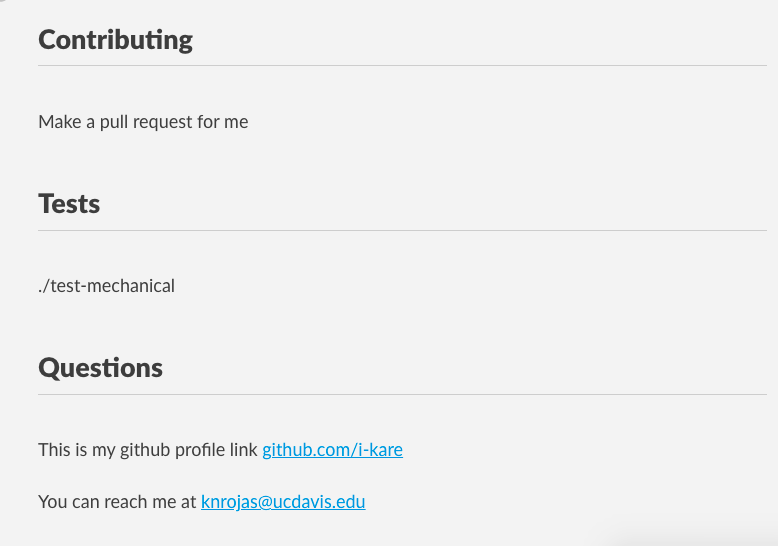 Contributing
Make a pull request for me
Tests
./test-mechanical
Questions
This is my github profile link github.com/i-kare
You can reach me at knrojas@ucdavis.edu